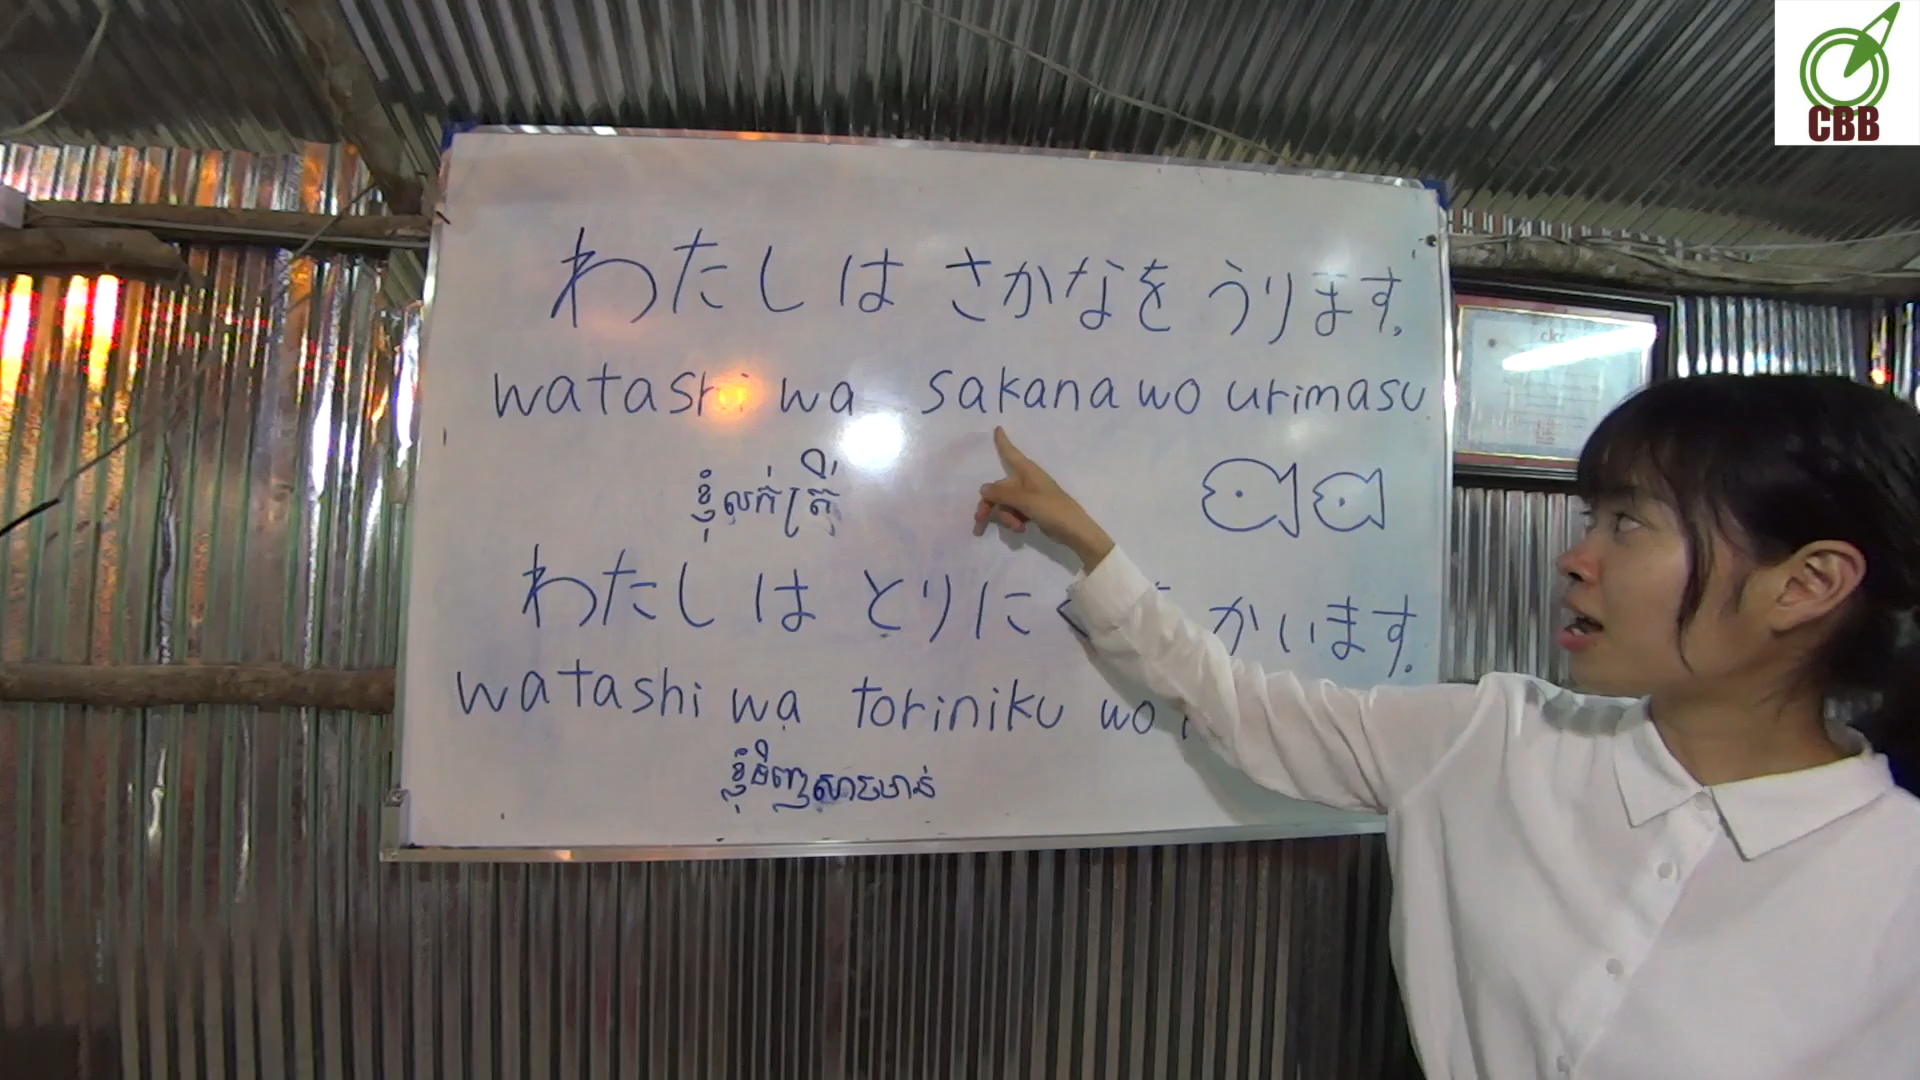 CBB
わたしは さかなを うります。
watashi wa sakana wo urimasu
ខ្ញុំលក់ត្រី
わたしは とりに かいます。
watashi wa toriniku wo
ខ្ញុំទិញសាច់មាន់